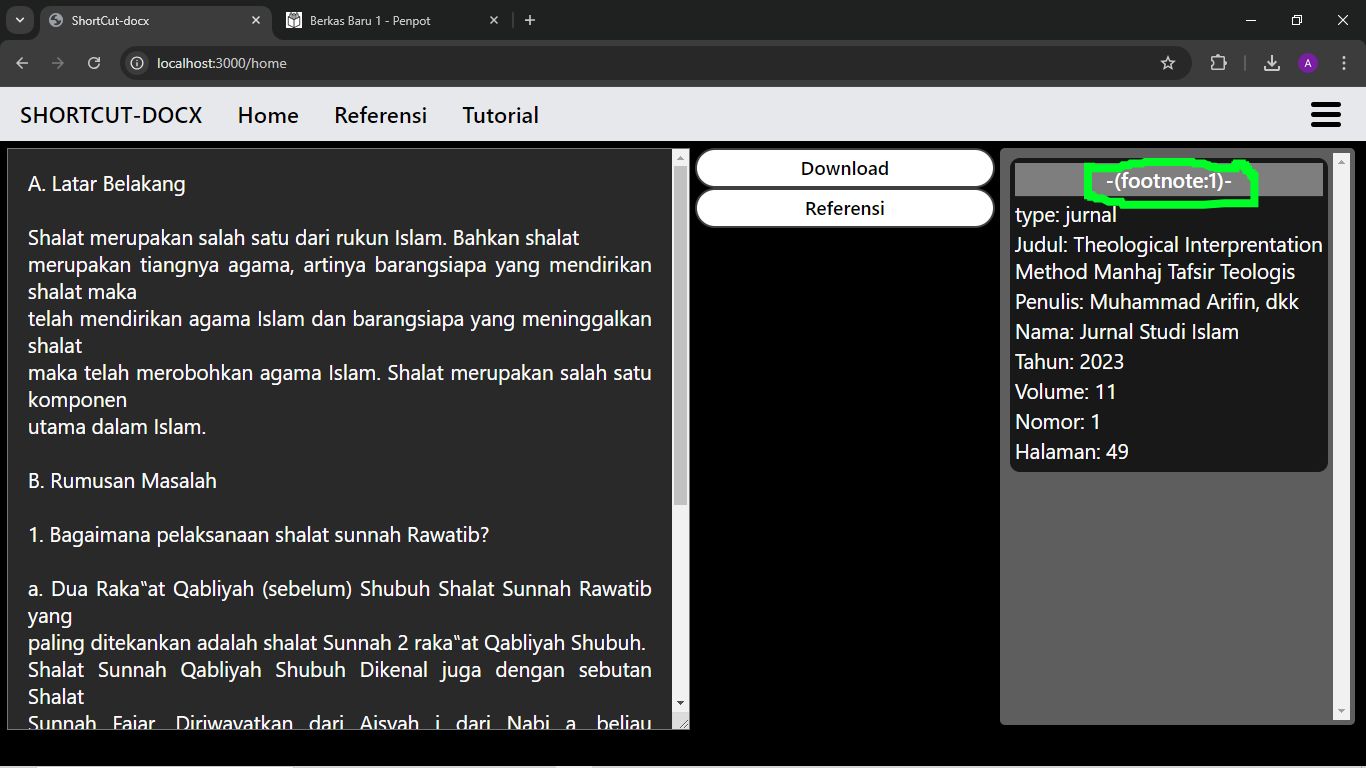 ShortCut-docx
Berkas Baru 1 - Penpot
localhost:3000/home
A
SHORTCUT-DOCX
Home
Referensi
Tutorial
A. Latar Belakang
Shalat merupakan salah satu dari rukun Islam. Bahkan shalat
merupakan tiangnya agama, artinya barangsiapa yang mendirikan
shalat maka
telah mendirikan agama Islam dan barangsiapa yang meninggalkan
shalat
maka telah merobohkan agama Islam. Shalat merupakan salah satu
komponen
utama dalam Islam.
B. Rumusan Masalah
1. Bagaimana pelaksanaan shalat sunnah Rawatib?
a. Dua Raka‟at Qabliyah (sebelum) Shubuh Shalat Sunnah Rawatib
yang
paling ditekankan adalah shalat Sunnah 2 raka‟at Qabliyah Shubuh.
Shalat Sunnah Qabliyah Shubuh Dikenal juga dengan sebutan
Shalat
Sunnah Fajar. Diriwayatkan dari Aisyah i dari Nabi a, beliau
Download
Referensi
-(footnote:1)-
type: jurnal
Judul: Theological Interprentation
Method Manhaj Tafsir Teologis
Penulis: Muhammad Arifin, dkk
Nama: Jurnal Studi Islam
Tahun: 2023
Volume: 11
Nomor: 1
Halaman: 49